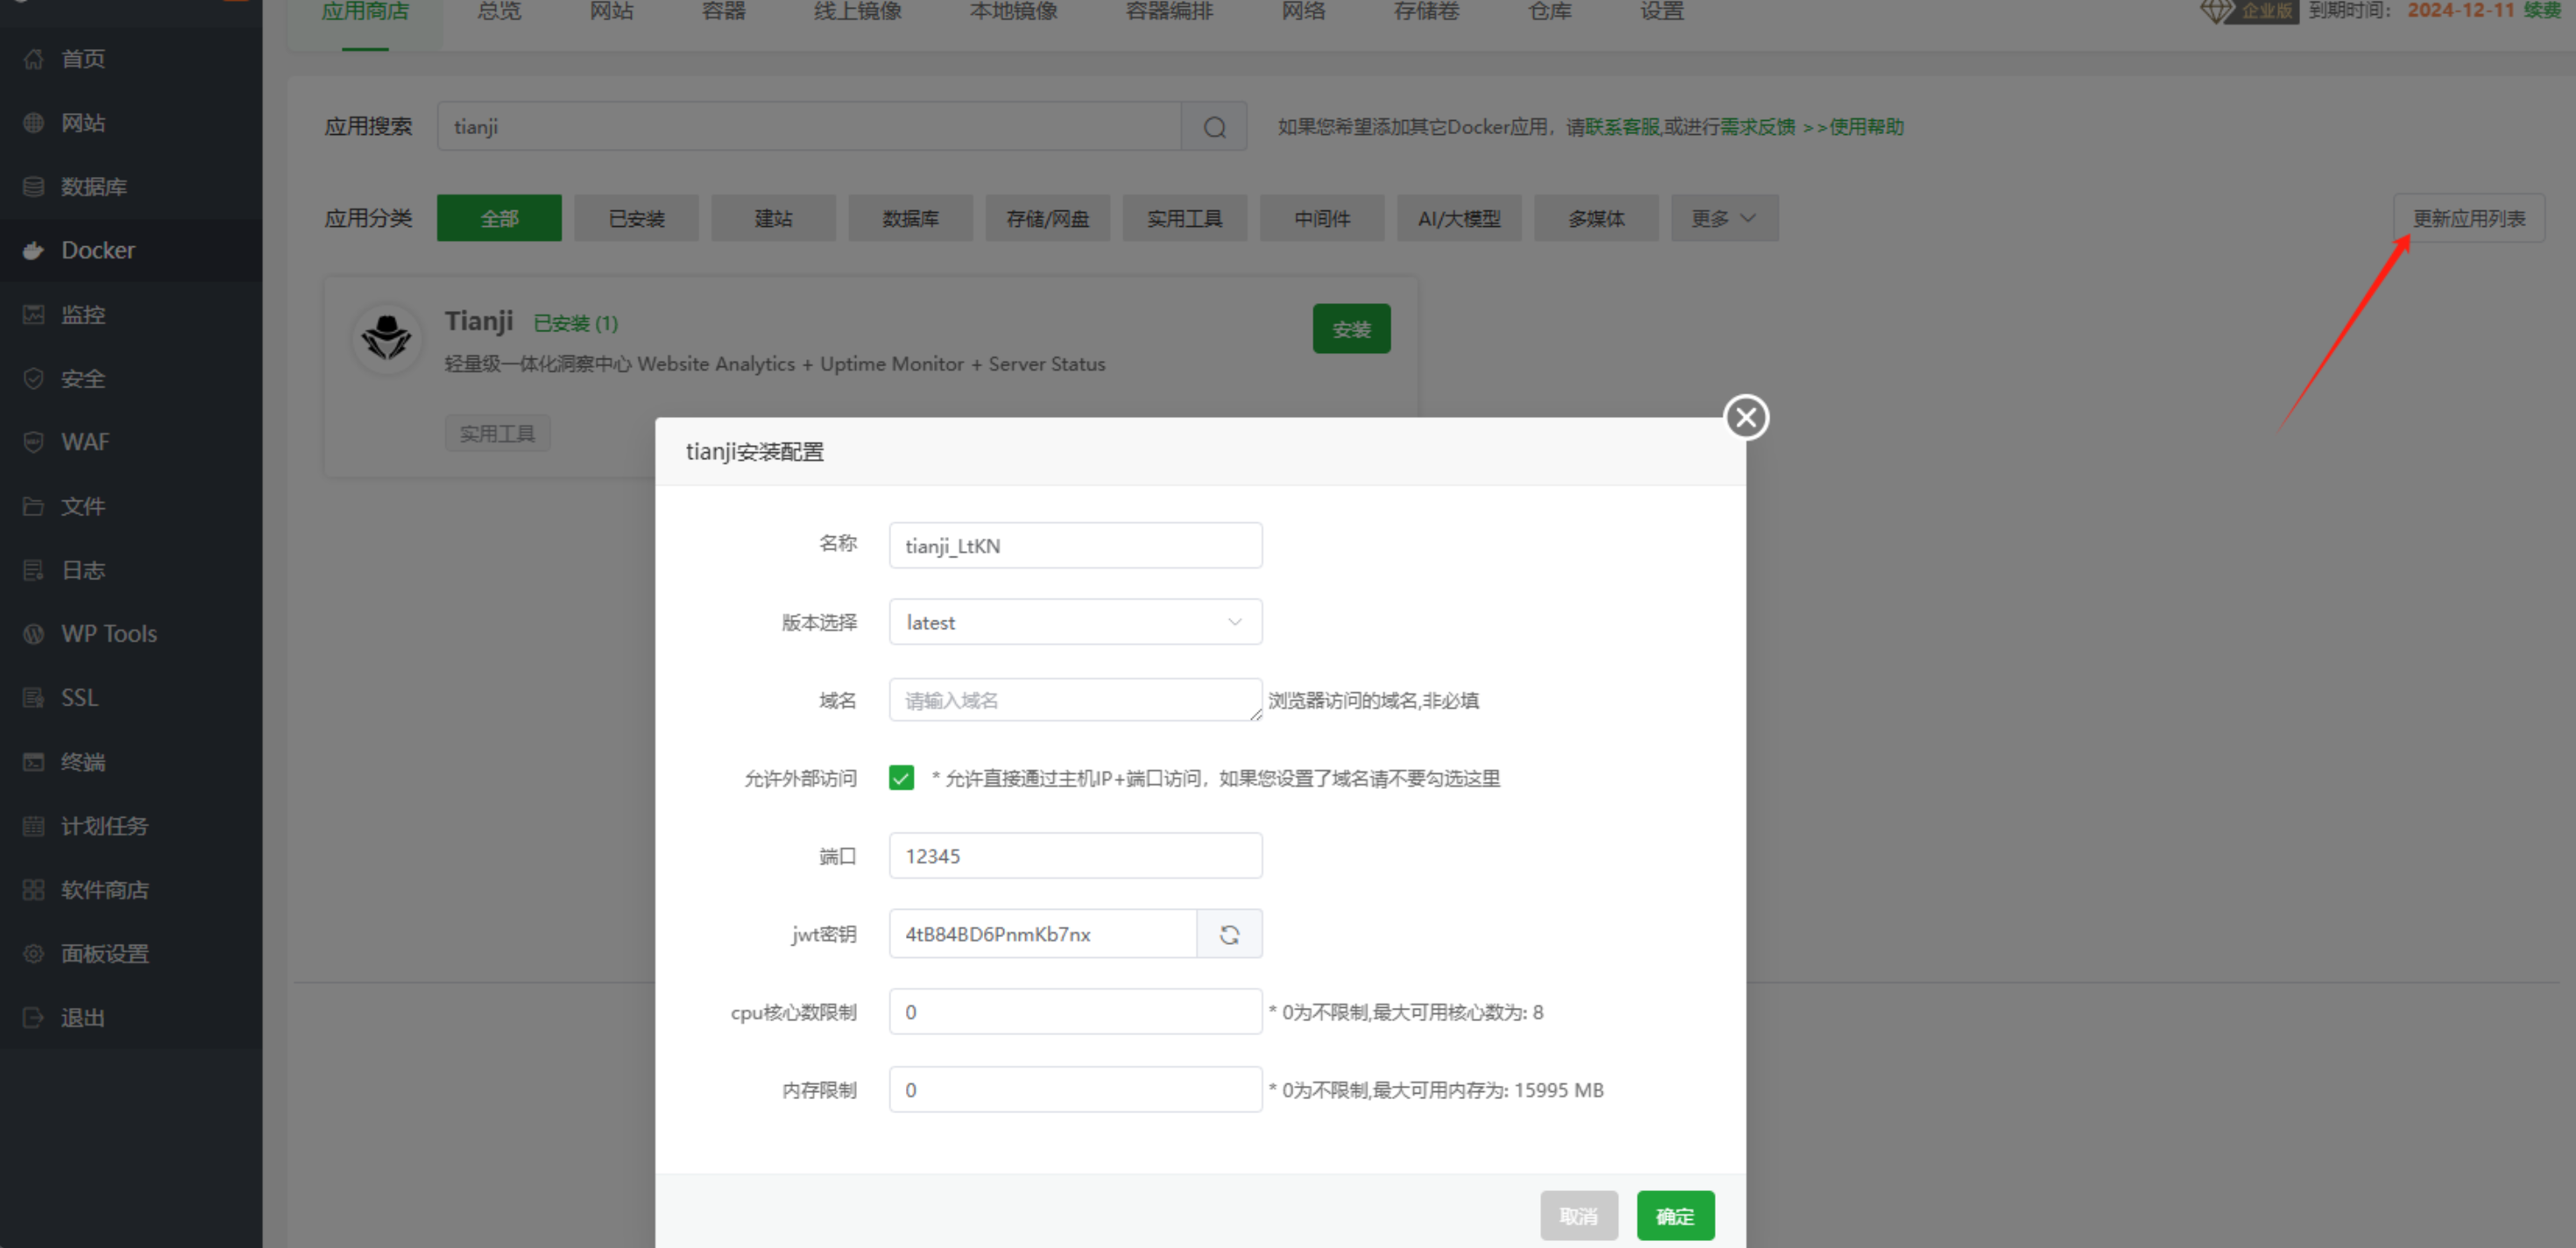 应用商店 总览 网站 容器 线上镜像 本地镜像 容器编排 网络 存储卷 仓库 设置 企业版 到期时间： 2024-12-11 续费
首页
网站
数据库
Docker
监控
安全
WAF
文件
日志
WP Tools
SSL
终端
计划任务
软件商店
面板设置
退出
应用搜索 tianji 如果您希望添加其它Docker应用，请联系客服,或进行需求反馈 >>使用帮助
应用分类 全部 已安装 建站 数据库 存储/网盘 实用工具 中间件 AI/大模型 多媒体 更多 更新应用列表
Tianji 已安装 (1) 安装
轻量级一体化洞察中心 Website Analytics + Uptime Monitor + Server Status
实用工具
tianji安装配置
名称 tianji_LtKN
版本选择 latest
域名 请输入域名 浏览器访问的域名,非必填
允许外部访问 * 允许直接通过主机IP+端口访问，如果您设置了域名请不要勾选这里
端口 12345
jwt密钥 4tB84BD6PnmKb7nx
cpu核心数限制 0 * 0为不限制,最大可用核心数为: 8
内存限制 0 * 0为不限制,最大可用内存为: 15995 MB
取消 确定